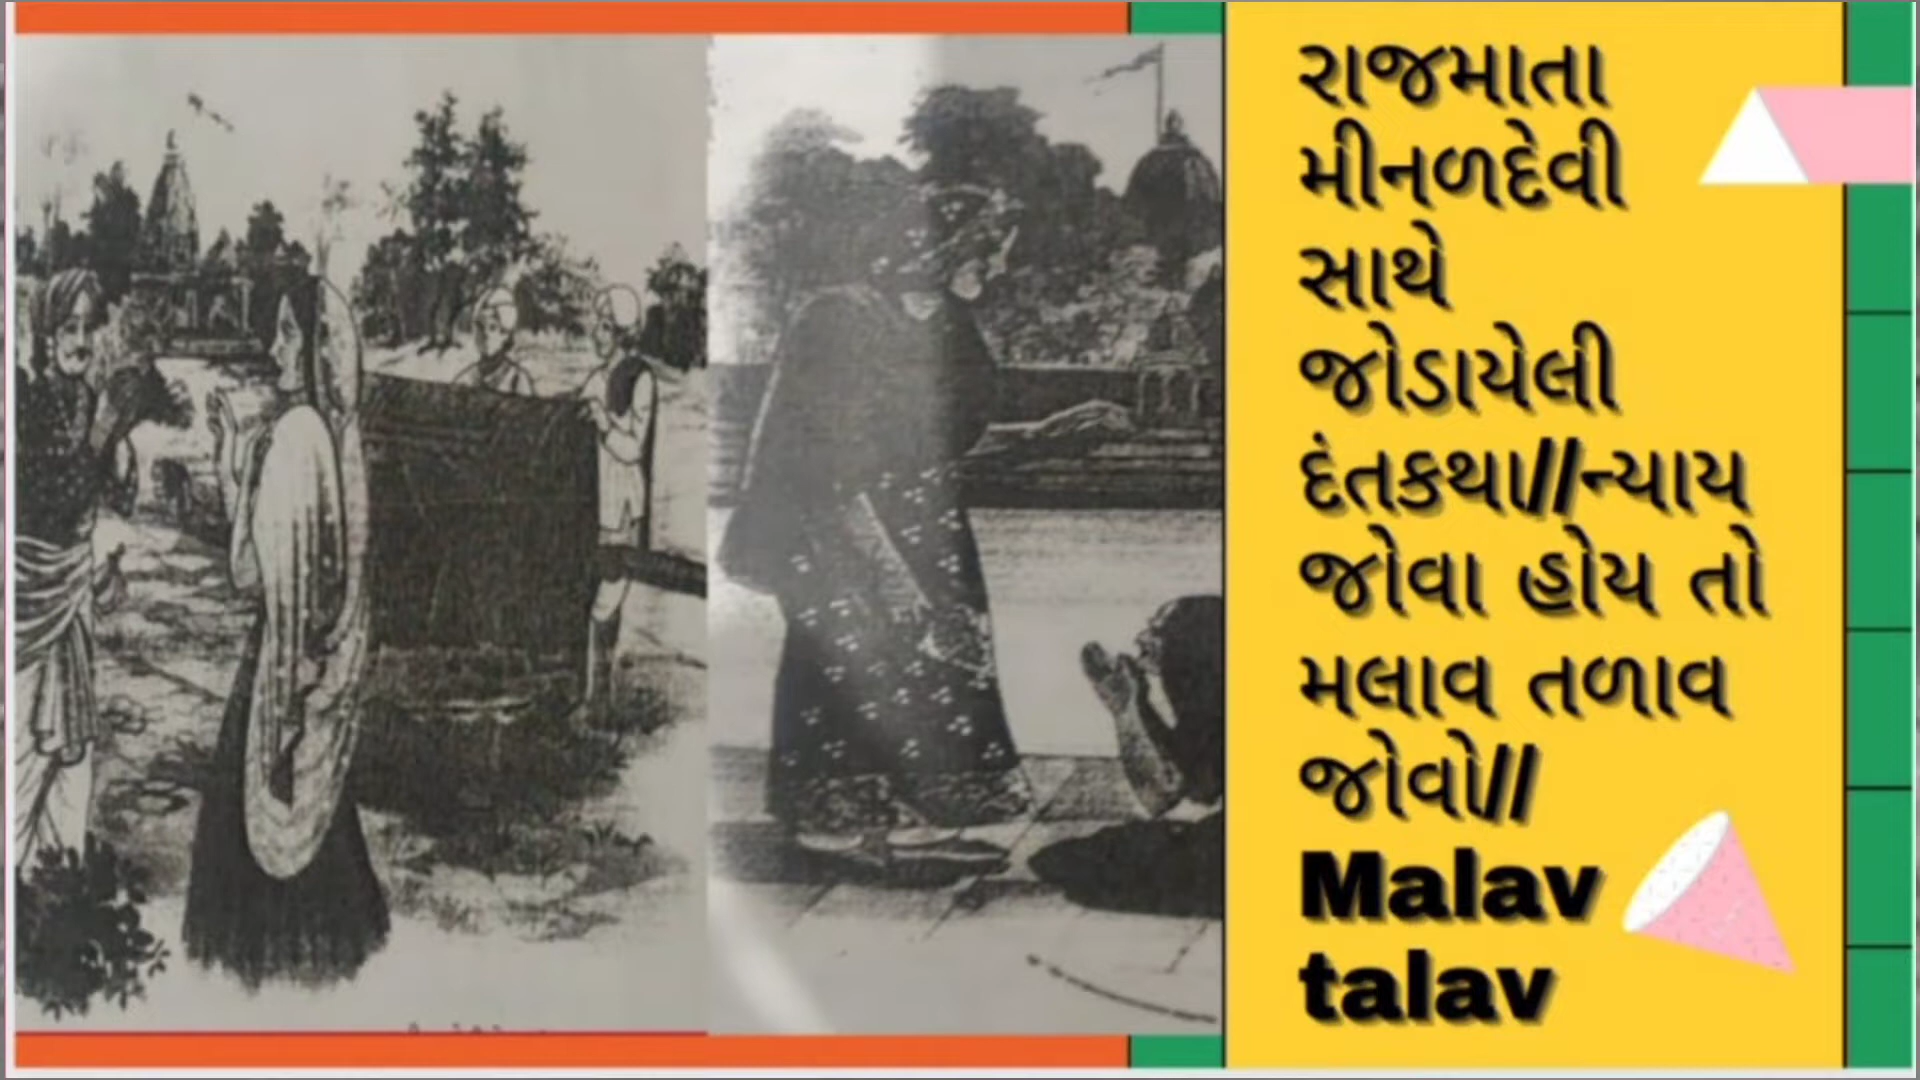 રાજમાતા
મીનળદેવી
સાથે
જોડાયેલી
દંતકથા//ન્યાય
જોવા હોય તો
મલાવ તળાવ
જોવો//
Malav
talav